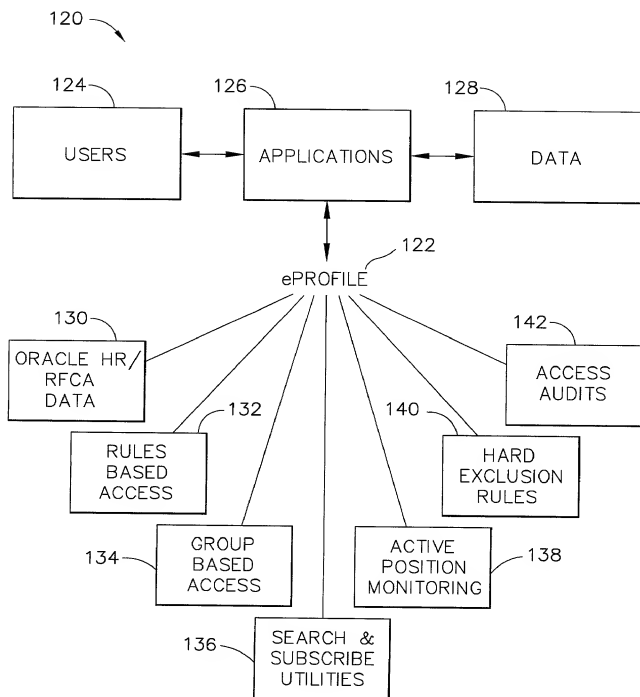 120
124
126
128
USERS
APPLICATIONS
DATA
122
ePROFILE
130
142
ORACLE HR/
RFCA
DATA
ACCESS
AUDITS
132
140
RULES
BASED
ACCESS
HARD
EXCLUSION
RULES
134
GROUP
BASED
ACCESS
ACTIVE
POSITION
MONITORING
138
136
SEARCH &
SUBSCRIBE
UTILITIES